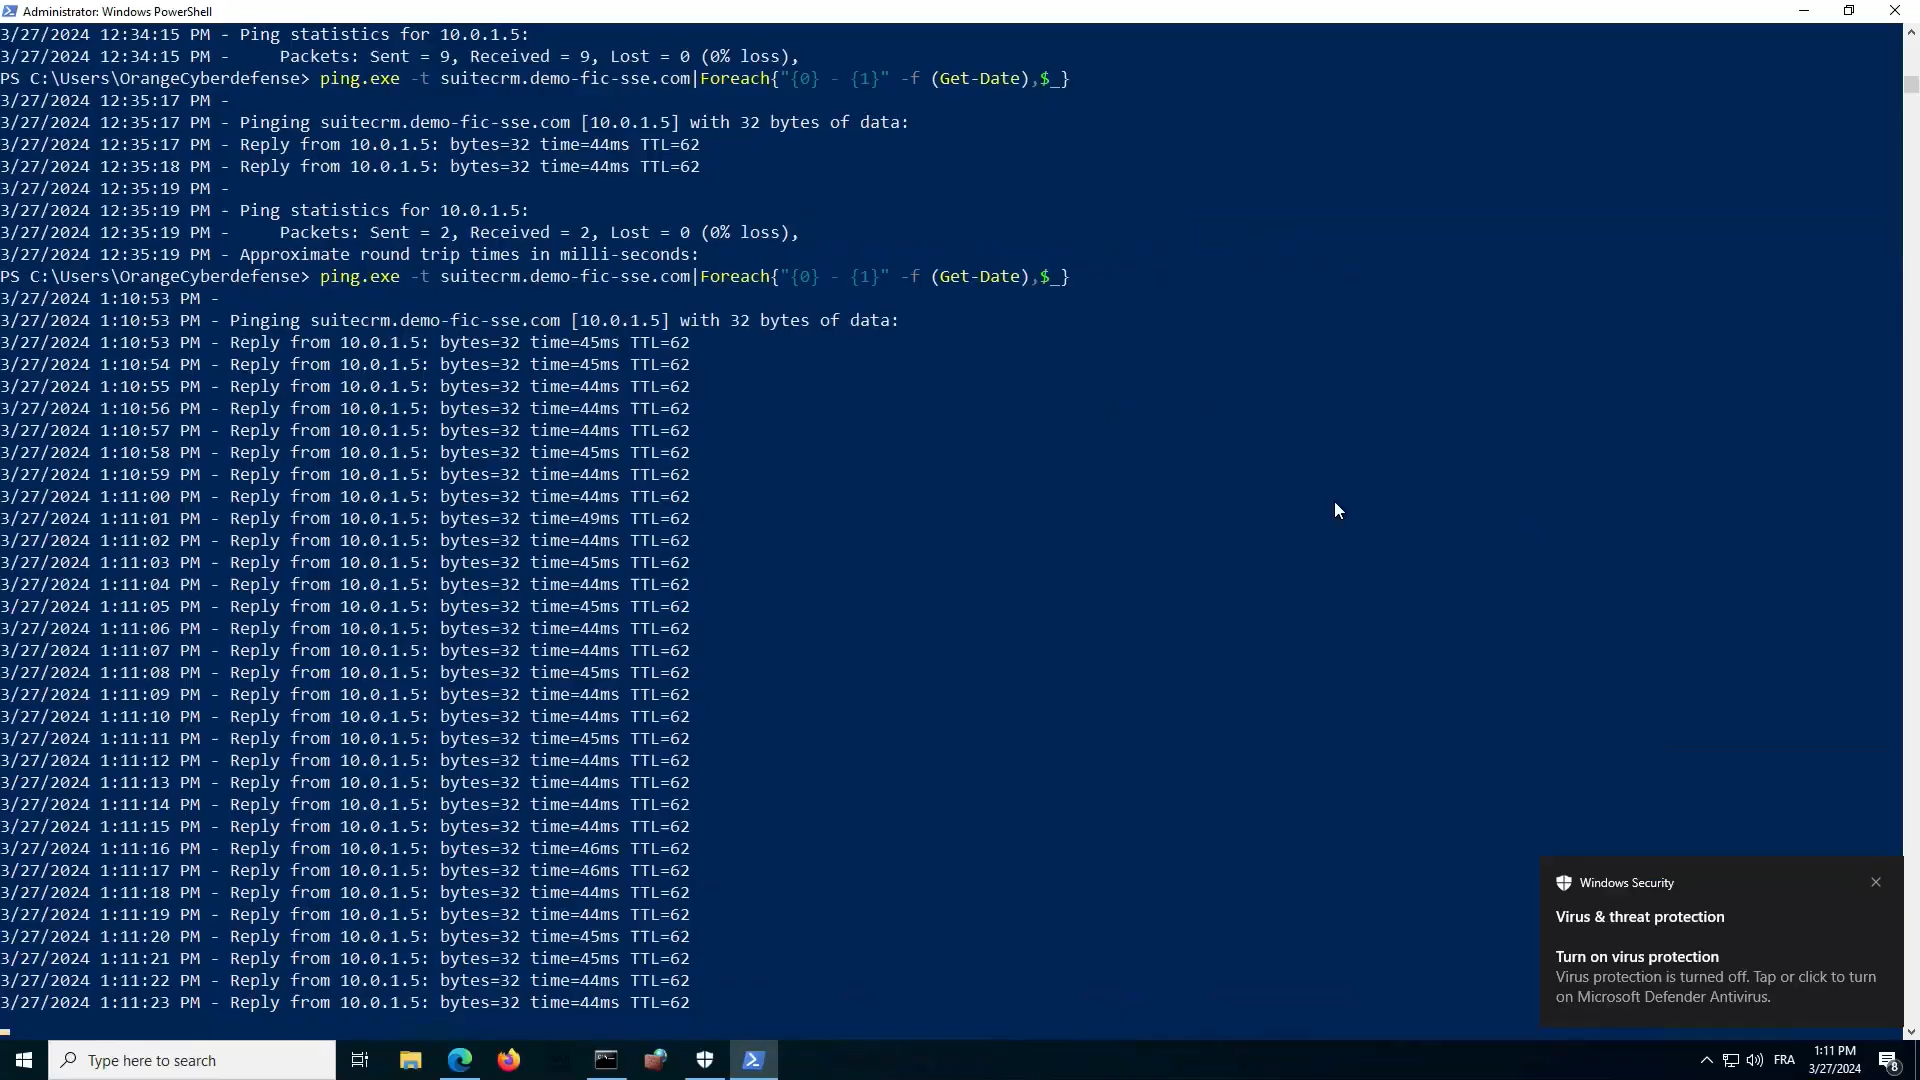 Administrator: Windows PowerShell
3/27/2024 12:34:15 PM - Ping statistics for 10.0.1.5:
3/27/2024 12:34:15 PM -     Packets: Sent = 9, Received = 9, Lost = 0 (0% loss),
PS C:\Users\OrangeCyberdefense> ping.exe -t suitecrm.demo-fic-sse.com|Foreach{"{0} - {1}" -f (Get-Date),$_}
3/27/2024 12:35:17 PM -
3/27/2024 12:35:17 PM - Pinging suitecrm.demo-fic-sse.com [10.0.1.5] with 32 bytes of data:
3/27/2024 12:35:17 PM - Reply from 10.0.1.5: bytes=32 time=44ms TTL=62
3/27/2024 12:35:18 PM - Reply from 10.0.1.5: bytes=32 time=44ms TTL=62
3/27/2024 12:35:19 PM -
3/27/2024 12:35:19 PM - Ping statistics for 10.0.1.5:
3/27/2024 12:35:19 PM -     Packets: Sent = 2, Received = 2, Lost = 0 (0% loss),
3/27/2024 12:35:19 PM - Approximate round trip times in milli-seconds:
PS C:\Users\OrangeCyberdefense> ping.exe -t suitecrm.demo-fic-sse.com|Foreach{"{0} - {1}" -f (Get-Date),$_}
3/27/2024 1:10:53 PM -
3/27/2024 1:10:53 PM - Pinging suitecrm.demo-fic-sse.com [10.0.1.5] with 32 bytes of data:
3/27/2024 1:10:53 PM - Reply from 10.0.1.5: bytes=32 time=45ms TTL=62
3/27/2024 1:10:54 PM - Reply from 10.0.1.5: bytes=32 time=45ms TTL=62
3/27/2024 1:10:55 PM - Reply from 10.0.1.5: bytes=32 time=44ms TTL=62
3/27/2024 1:10:56 PM - Reply from 10.0.1.5: bytes=32 time=44ms TTL=62
3/27/2024 1:10:57 PM - Reply from 10.0.1.5: bytes=32 time=44ms TTL=62
3/27/2024 1:10:58 PM - Reply from 10.0.1.5: bytes=32 time=45ms TTL=62
3/27/2024 1:10:59 PM - Reply from 10.0.1.5: bytes=32 time=44ms TTL=62
3/27/2024 1:11:00 PM - Reply from 10.0.1.5: bytes=32 time=44ms TTL=62
3/27/2024 1:11:01 PM - Reply from 10.0.1.5: bytes=32 time=49ms TTL=62
3/27/2024 1:11:02 PM - Reply from 10.0.1.5: bytes=32 time=44ms TTL=62
3/27/2024 1:11:03 PM - Reply from 10.0.1.5: bytes=32 time=45ms TTL=62
3/27/2024 1:11:04 PM - Reply from 10.0.1.5: bytes=32 time=44ms TTL=62
3/27/2024 1:11:05 PM - Reply from 10.0.1.5: bytes=32 time=45ms TTL=62
3/27/2024 1:11:06 PM - Reply from 10.0.1.5: bytes=32 time=44ms TTL=62
3/27/2024 1:11:07 PM - Reply from 10.0.1.5: bytes=32 time=44ms TTL=62
3/27/2024 1:11:08 PM - Reply from 10.0.1.5: bytes=32 time=45ms TTL=62
3/27/2024 1:11:09 PM - Reply from 10.0.1.5: bytes=32 time=44ms TTL=62
3/27/2024 1:11:10 PM - Reply from 10.0.1.5: bytes=32 time=44ms TTL=62
3/27/2024 1:11:11 PM - Reply from 10.0.1.5: bytes=32 time=45ms TTL=62
3/27/2024 1:11:12 PM - Reply from 10.0.1.5: bytes=32 time=44ms TTL=62
3/27/2024 1:11:13 PM - Reply from 10.0.1.5: bytes=32 time=44ms TTL=62
3/27/2024 1:11:14 PM - Reply from 10.0.1.5: bytes=32 time=44ms TTL=62
3/27/2024 1:11:15 PM - Reply from 10.0.1.5: bytes=32 time=44ms TTL=62
3/27/2024 1:11:16 PM - Reply from 10.0.1.5: bytes=32 time=46ms TTL=62
3/27/2024 1:11:17 PM - Reply from 10.0.1.5: bytes=32 time=46ms TTL=62
3/27/2024 1:11:18 PM - Reply from 10.0.1.5: bytes=32 time=44ms TTL=62
3/27/2024 1:11:19 PM - Reply from 10.0.1.5: bytes=32 time=44ms TTL=62
3/27/2024 1:11:20 PM - Reply from 10.0.1.5: bytes=32 time=45ms TTL=62
3/27/2024 1:11:21 PM - Reply from 10.0.1.5: bytes=32 time=45ms TTL=62
3/27/2024 1:11:22 PM - Reply from 10.0.1.5: bytes=32 time=44ms TTL=62
3/27/2024 1:11:23 PM - Reply from 10.0.1.5: bytes=32 time=44ms TTL=62
Windows Security
Virus & threat protection
Turn on virus protection
Virus protection is turned off. Tap or click to turn
on Microsoft Defender Antivirus.
Type here to search
FRA
1:11 PM
3/27/2024
8